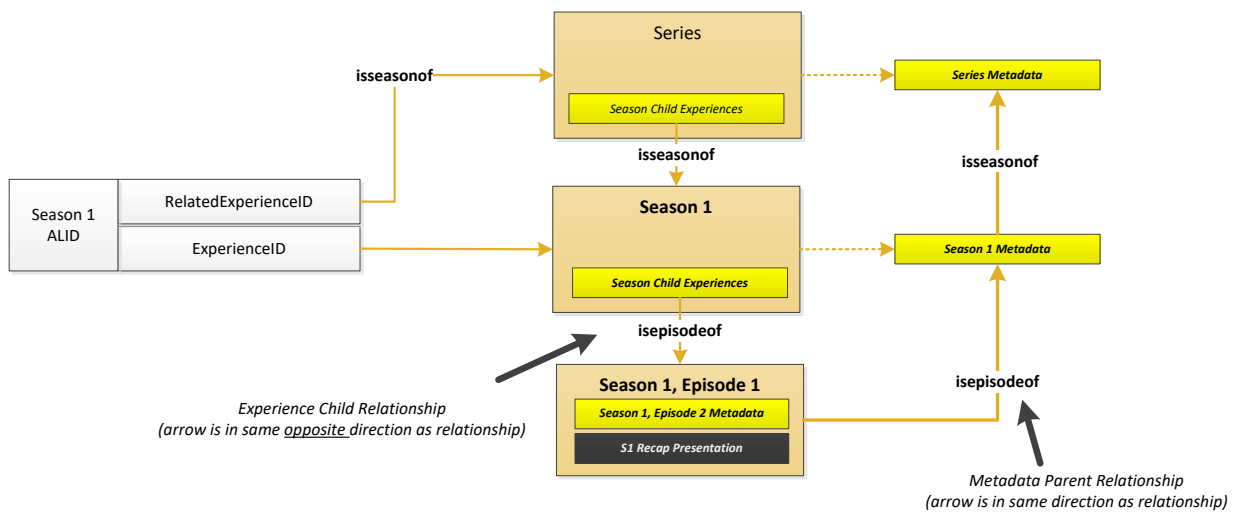 Series
isseasonof
Series Metadata
Season Child Experiences
isseasonof
isseasonof
RelatedExperienceID
Season 1
ALID
Season 1
ExperienceID
Season 1 Metadata
Season Child Experiences
isepisodeof
Season 1, Episode 1
isepisodeof
Season 1, Episode 2 Metadata
Experience Child Relationship
(arrow is in same opposite direction as relationship)
S1 Recap Presentation
Metadada Parent Relationship
(arrow is in same direction as relationship)